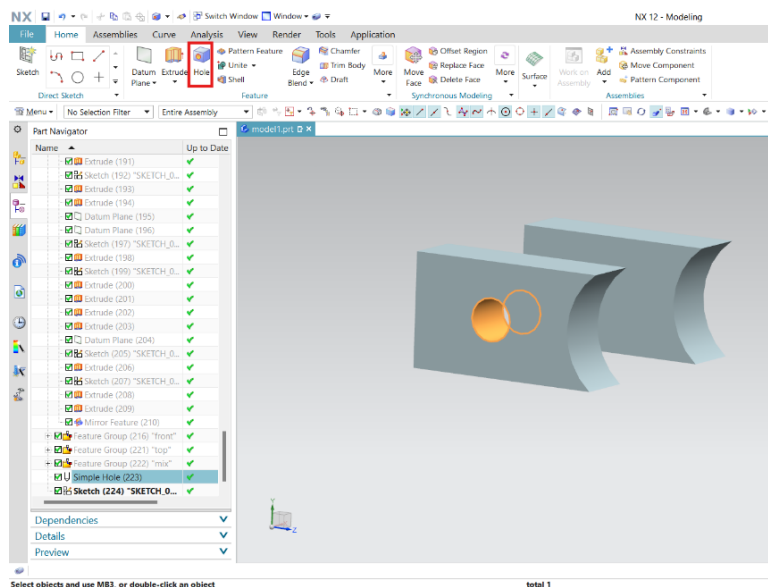 NX Switch Window Window NX 12 - Modeling
File Home Assemblies Curve Analysis View Render Tools Application
Sketch
Datum Plane
Extrude
Hole
Pattern Feature
Unite
Shell
Edge Blend
Chamfer
Trim Body
Draft
More
Move Face
Offset Region
Replace Face
Delete Face
More
Surface
Work on Assembly
Add
Assembly Constraints
Move Component
Pattern Component
Direct Sketch Feature Synchronous Modeling Assemblies
Menu No Selection Filter Entire Assembly
Part Navigator
model1.prt
Name Up to Date
Extrude (191)
Sketch (192) "SKETCH_0...
Extrude (193)
Extrude (194)
Datum Plane (195)
Datum Plane (196)
Sketch (197) "SKETCH_0...
Extrude (198)
Sketch (199) "SKETCH_0...
Extrude (200)
Extrude (201)
Extrude (202)
Extrude (203)
Datum Plane (204)
Sketch (205) "SKETCH_0...
Extrude (206)
Sketch (207) "SKETCH_0...
Extrude (208)
Extrude (209)
Mirror Feature (210)
Feature Group (216) "front"
Feature Group (221) "top"
Feature Group (222) "mix"
Simple Hole (223)
Sketch (224) "SKETCH_0...
Dependencies
Details
Preview
Y
Z
Select objects and use MB3, or double-click an object total 1